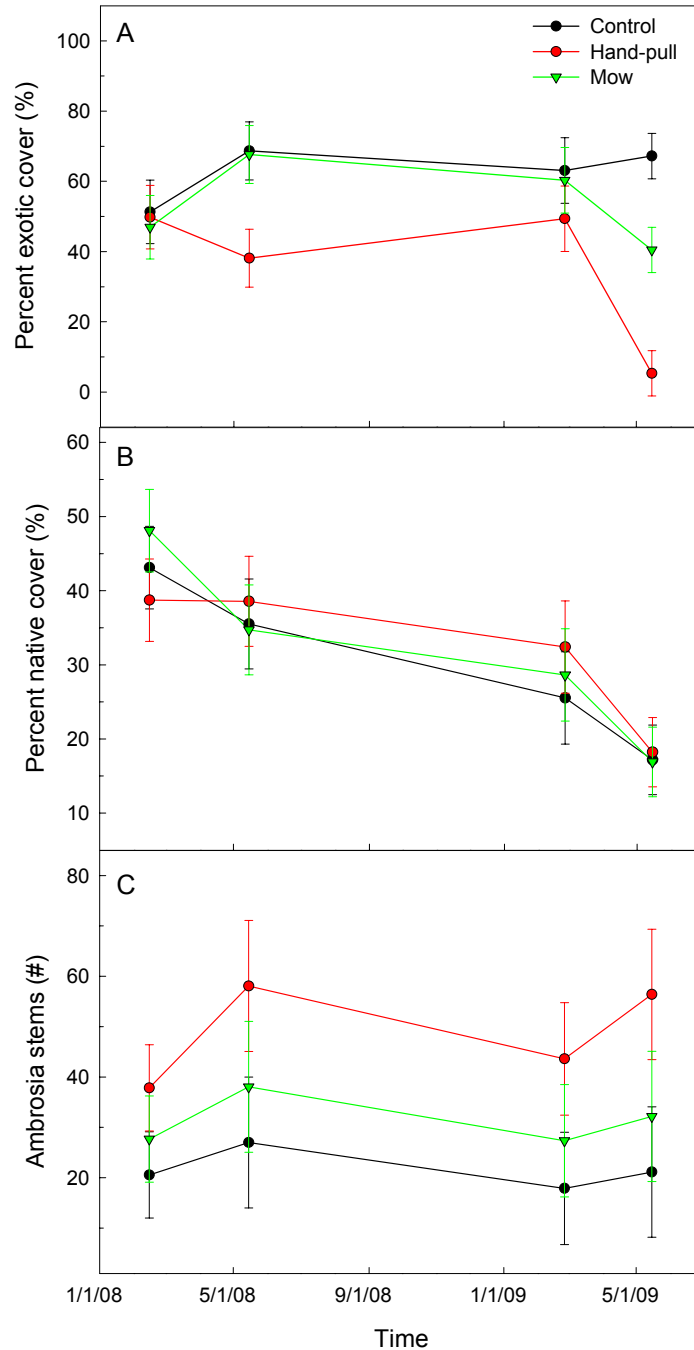 A
Control
Hand-pull
Mow
Percent exotic cover (%)
100
80
60
40
20
0
B
Percent native cover (%)
60
50
40
30
20
10
C
Ambrosia stems (#)
80
60
40
20
1/1/08
5/1/08
9/1/08
1/1/09
5/1/09
Time